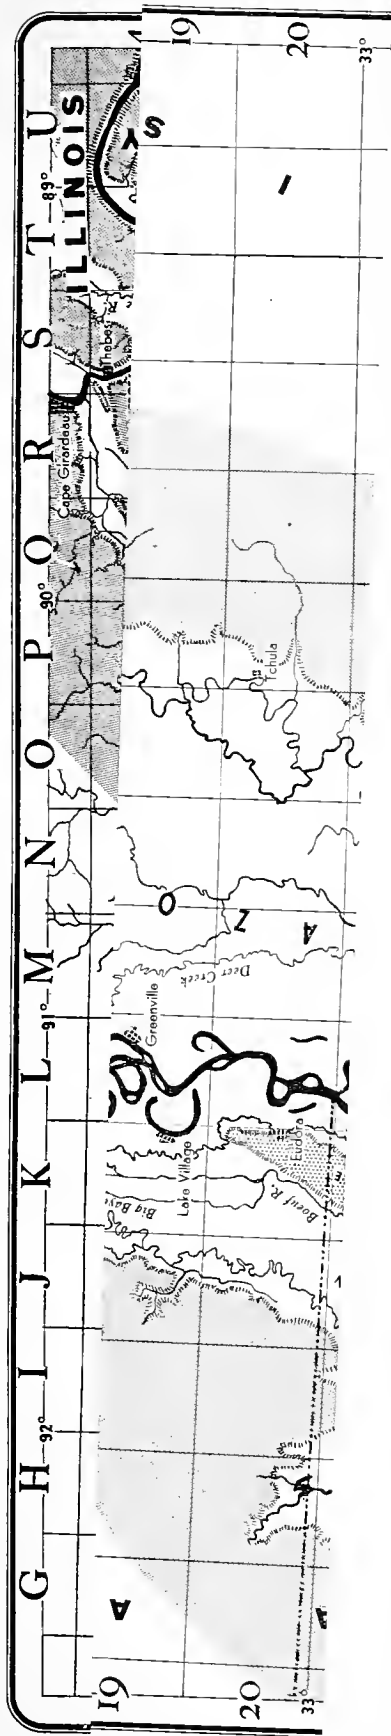 G H I J K L M N O P Q R S T U
92° 91° 90° 89°
ILLINOIS
Cape Girardeau
Thebes
19
19
20
20
33°
33°
A
S
I
O
Z
A
Greenville
Deer Creek
Tchula
Lake Village
Eudora
Big Baye
Boeuf R.